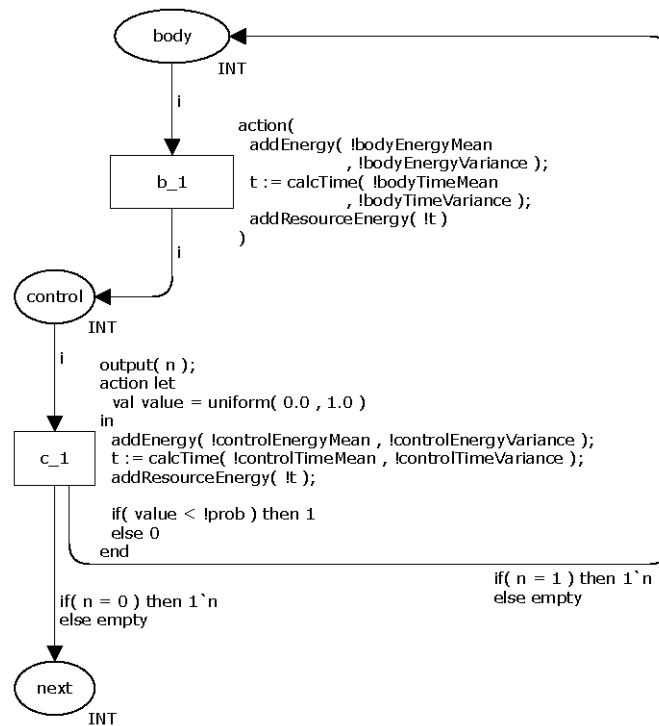 body
INT
i
action(
addEnergy( !bodyEnergyMean
, !bodyEnergyVariance );
b_1
t := calcTime( !bodyTimeMean
, !bodyTimeVariance );
addResourceEnergy( !t )
)
i
control
INT
i
output( n );
action let
val value = uniform( 0.0 , 1.0 )
in
addEnergy( !controlEnergyMean , !controlEnergyVariance );
c_1
t := calcTime( !controlTimeMean , !controlTimeVariance );
addResourceEnergy( !t );
if( value < !prob ) then 1
else 0
end
if( n = 1 ) then 1`n
else empty
if( n = 0 ) then 1`n
else empty
next
INT